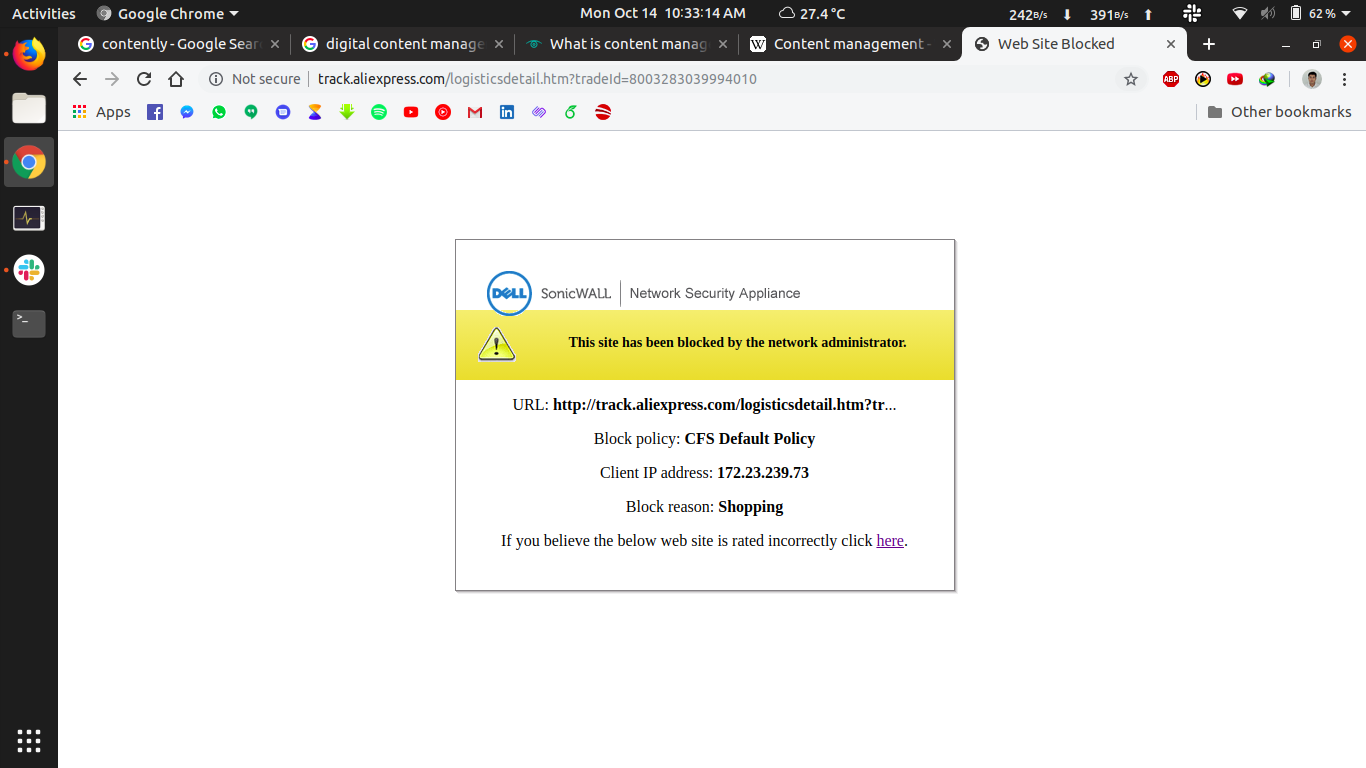 Activities Google Chrome Mon Oct 14 10:33:14 AM 27.4 °C 242B/s 391B/s 62 %
contently - Google Sear digital content manage What is content manag Content management - Web Site Blocked
Not secure track.aliexpress.com/logisticsdetail.htm?tradeId=8003283039994010 ABP
Apps Other bookmarks
DELL SonicWALL Network Security Appliance
This site has been blocked by the network administrator.
URL: http://track.aliexpress.com/logisticsdetail.htm?tr...
Block policy: CFS Default Policy
Client IP address: 172.23.239.73
Block reason: Shopping
If you believe the below web site is rated incorrectly click here.